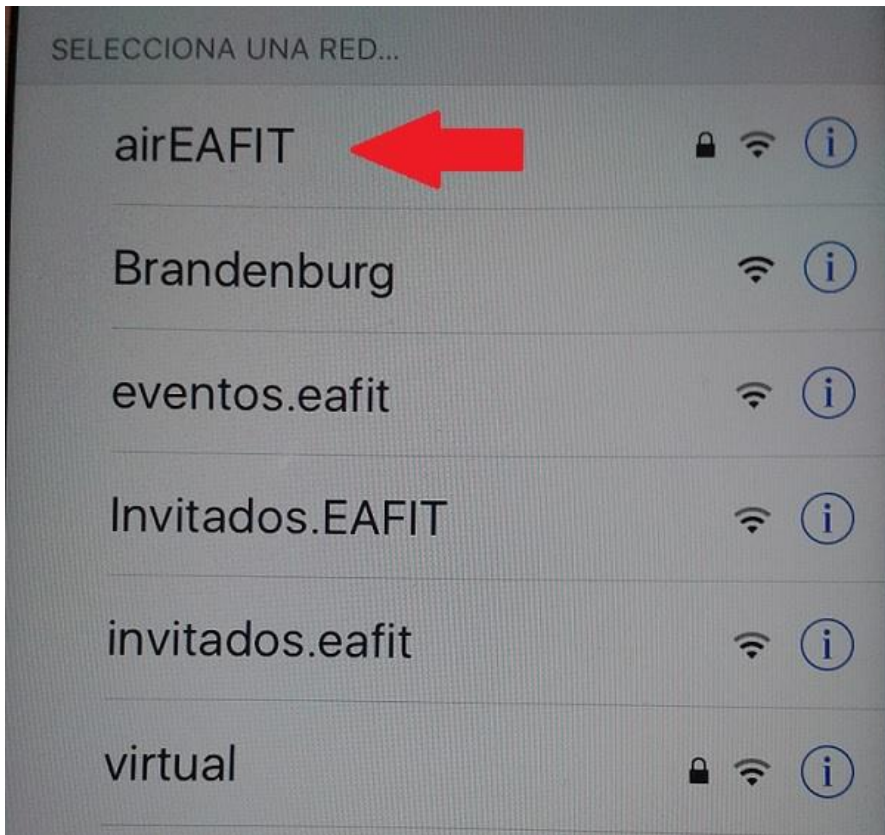 SELECCIONA UNA RED...
airEAFIT
Brandenburg
eventos.eafit
Invitados.EAFIT
invitados.eafit
virtual